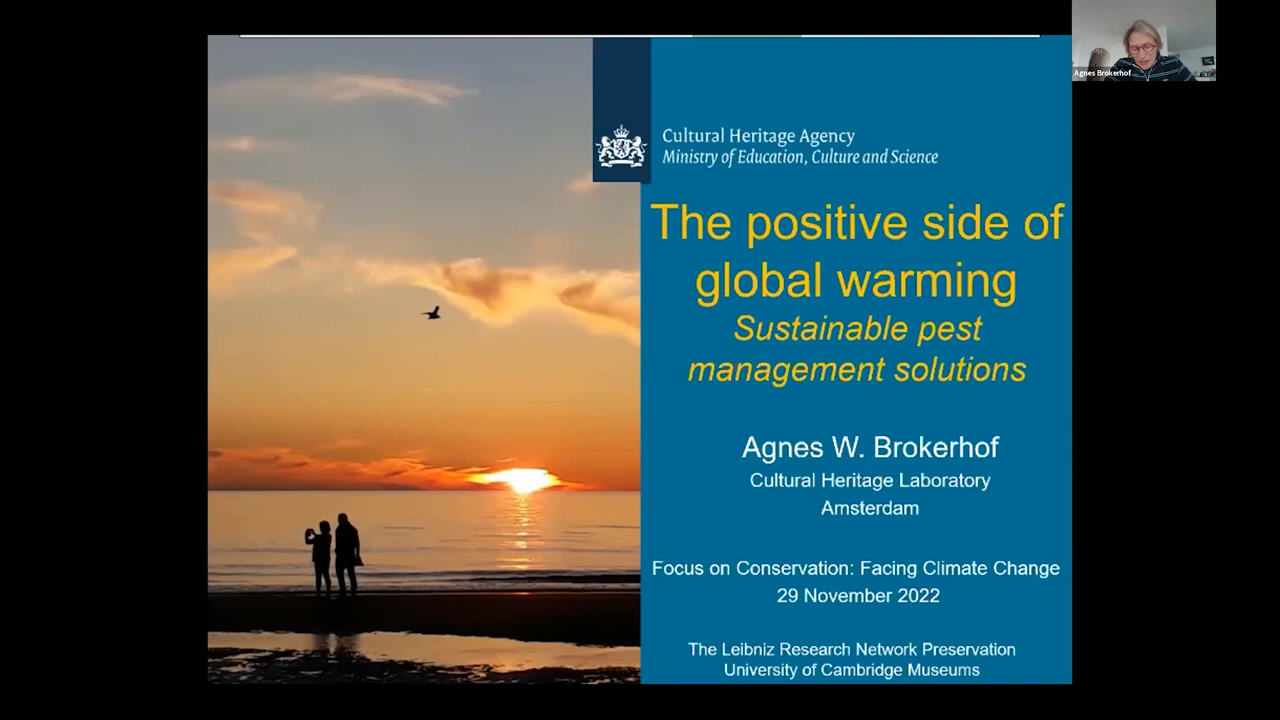 Agnes Brokerhof
Cultural Heritage Agency
Ministry of Education, Culture and Science
The positive side of
global warming
Sustainable pest
management solutions
Agnes W. Brokerhof
Cultural Heritage Laboratory
Amsterdam
Focus on Conservation: Facing Climate Change
29 November 2022
The Leibniz Research Network Preservation
University of Cambridge Museums